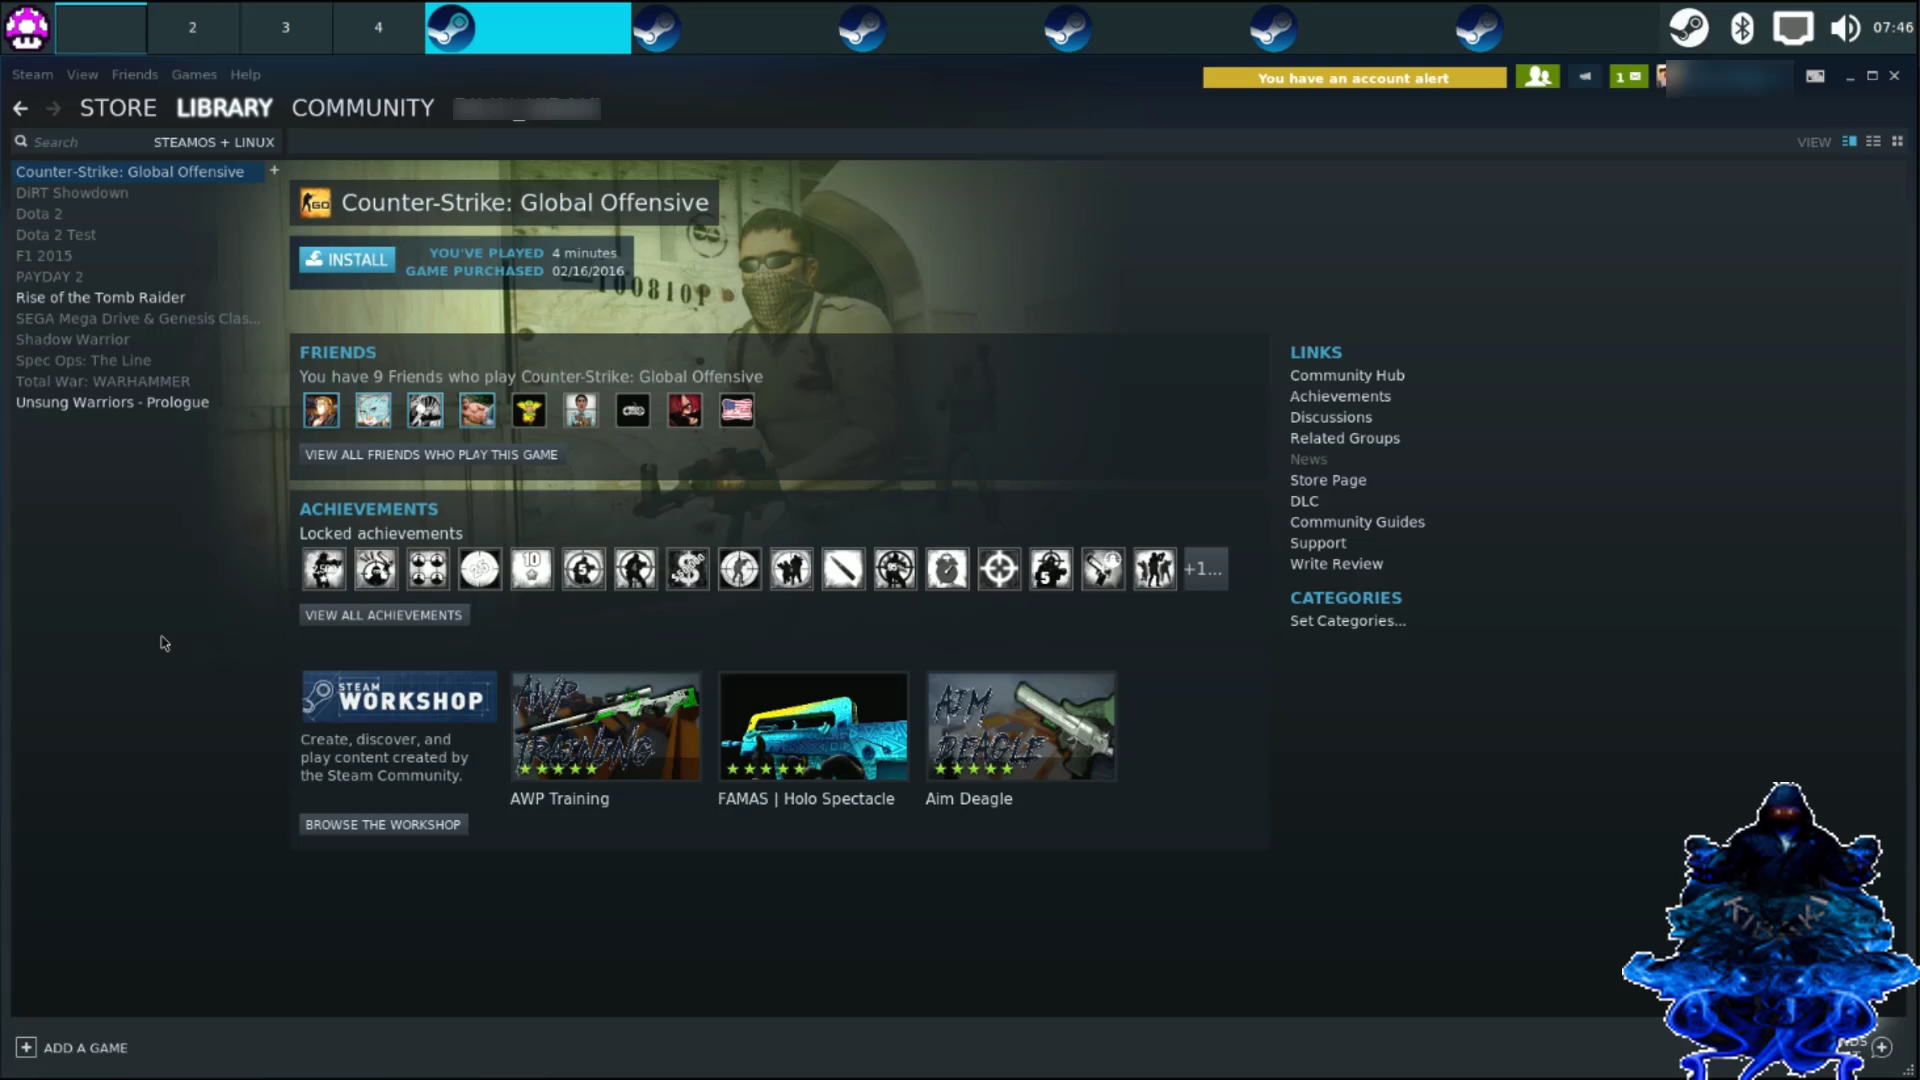 2
3
4
07:46
Steam View Friends Games Help
You have an account alert
1
STORE LIBRARY COMMUNITY
Search STEAMOS + LINUX
VIEW
Counter-Strike: Global Offensive +
DiRT Showdown
Dota 2
Dota 2 Test
F1 2015
PAYDAY 2
Rise of the Tomb Raider
SEGA Mega Drive & Genesis Clas...
Shadow Warrior
Spec Ops: The Line
Total War: WARHAMMER
Unsung Warriors - Prologue
GO
Counter-Strike: Global Offensive
INSTALL
YOU'VE PLAYED 4 minutes
GAME PURCHASED 02/16/2016
FRIENDS
You have 9 Friends who play Counter-Strike: Global Offensive
VIEW ALL FRIENDS WHO PLAY THIS GAME
ACHIEVEMENTS
Locked achievements
+1...
VIEW ALL ACHIEVEMENTS
STEAM
WORKSHOP
Create, discover, and
play content created by
the Steam Community.
BROWSE THE WORKSHOP
AWP
TRAINING
AWP Training
FAMAS | Holo Spectacle
AIM
DEAGLE
Aim Deagle
LINKS
Community Hub
Achievements
Discussions
Related Groups
News
Store Page
DLC
Community Guides
Support
Write Review
CATEGORIES
Set Categories...
ADD A GAME